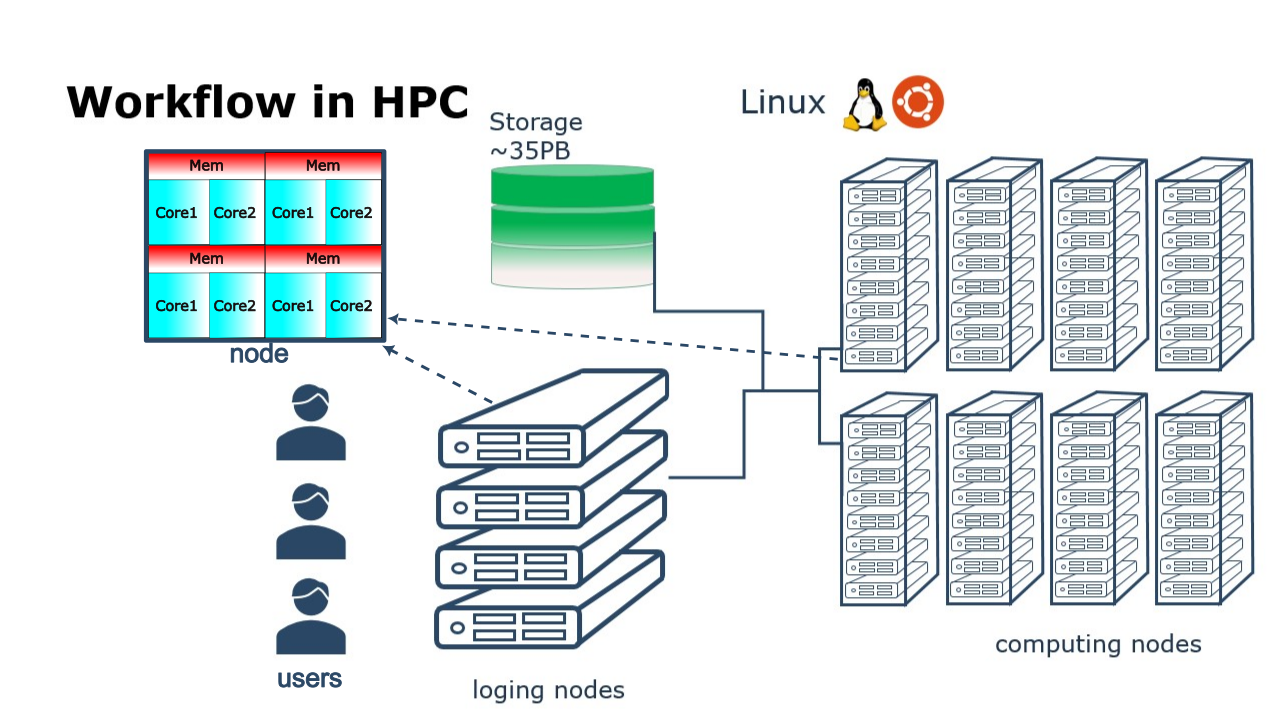 Workflow in HPC
Storage
~35PB
Linux
Mem Mem
Core1 Core2 Core1 Core2
Mem Mem
Core1 Core2 Core1 Core2
node
users
loging nodes
computing nodes